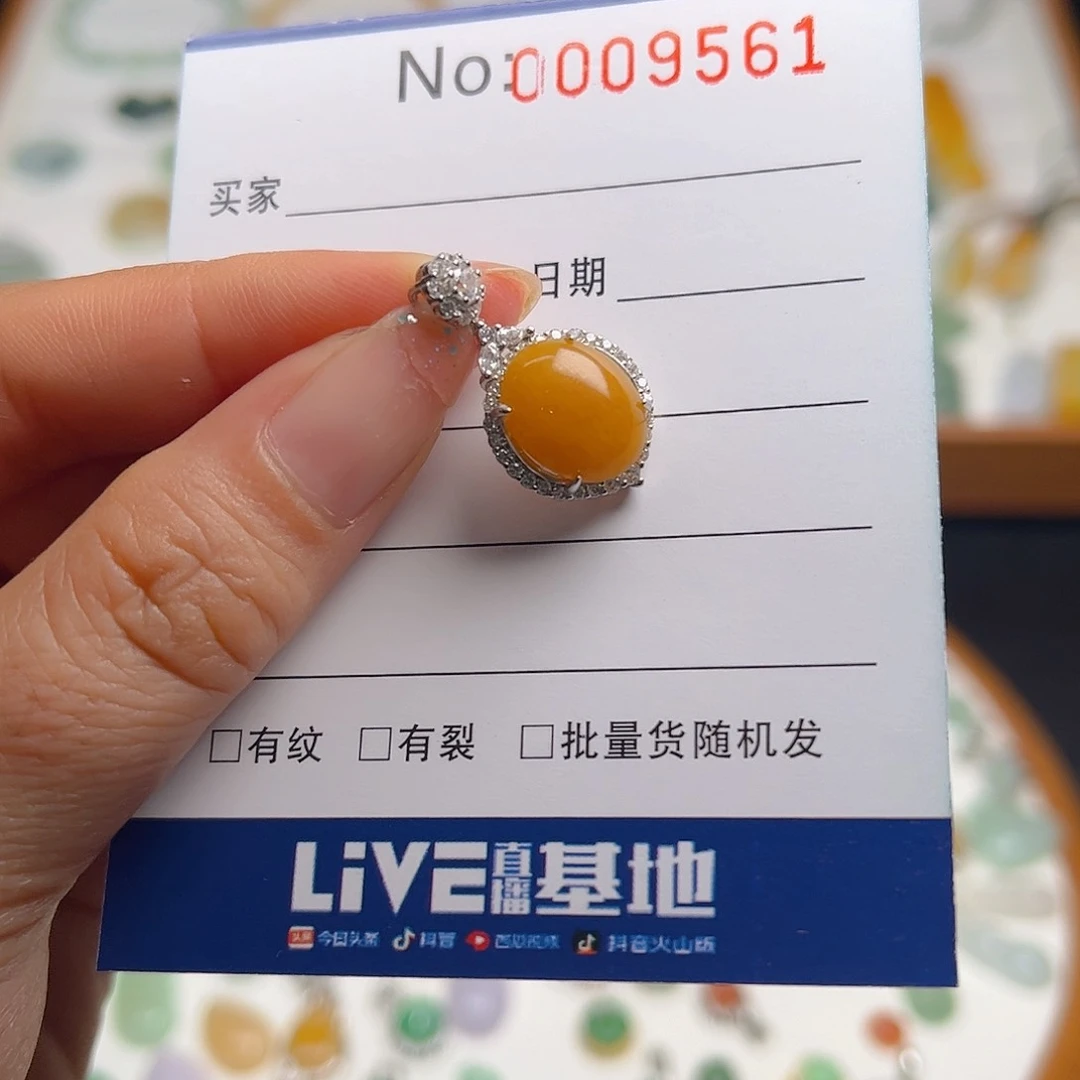 No:0009561
买家
日期
□有纹 □有裂 □批量货随机发
LiVE直播基地
头条 今日头条 抖音 西瓜视频 抖音火山版